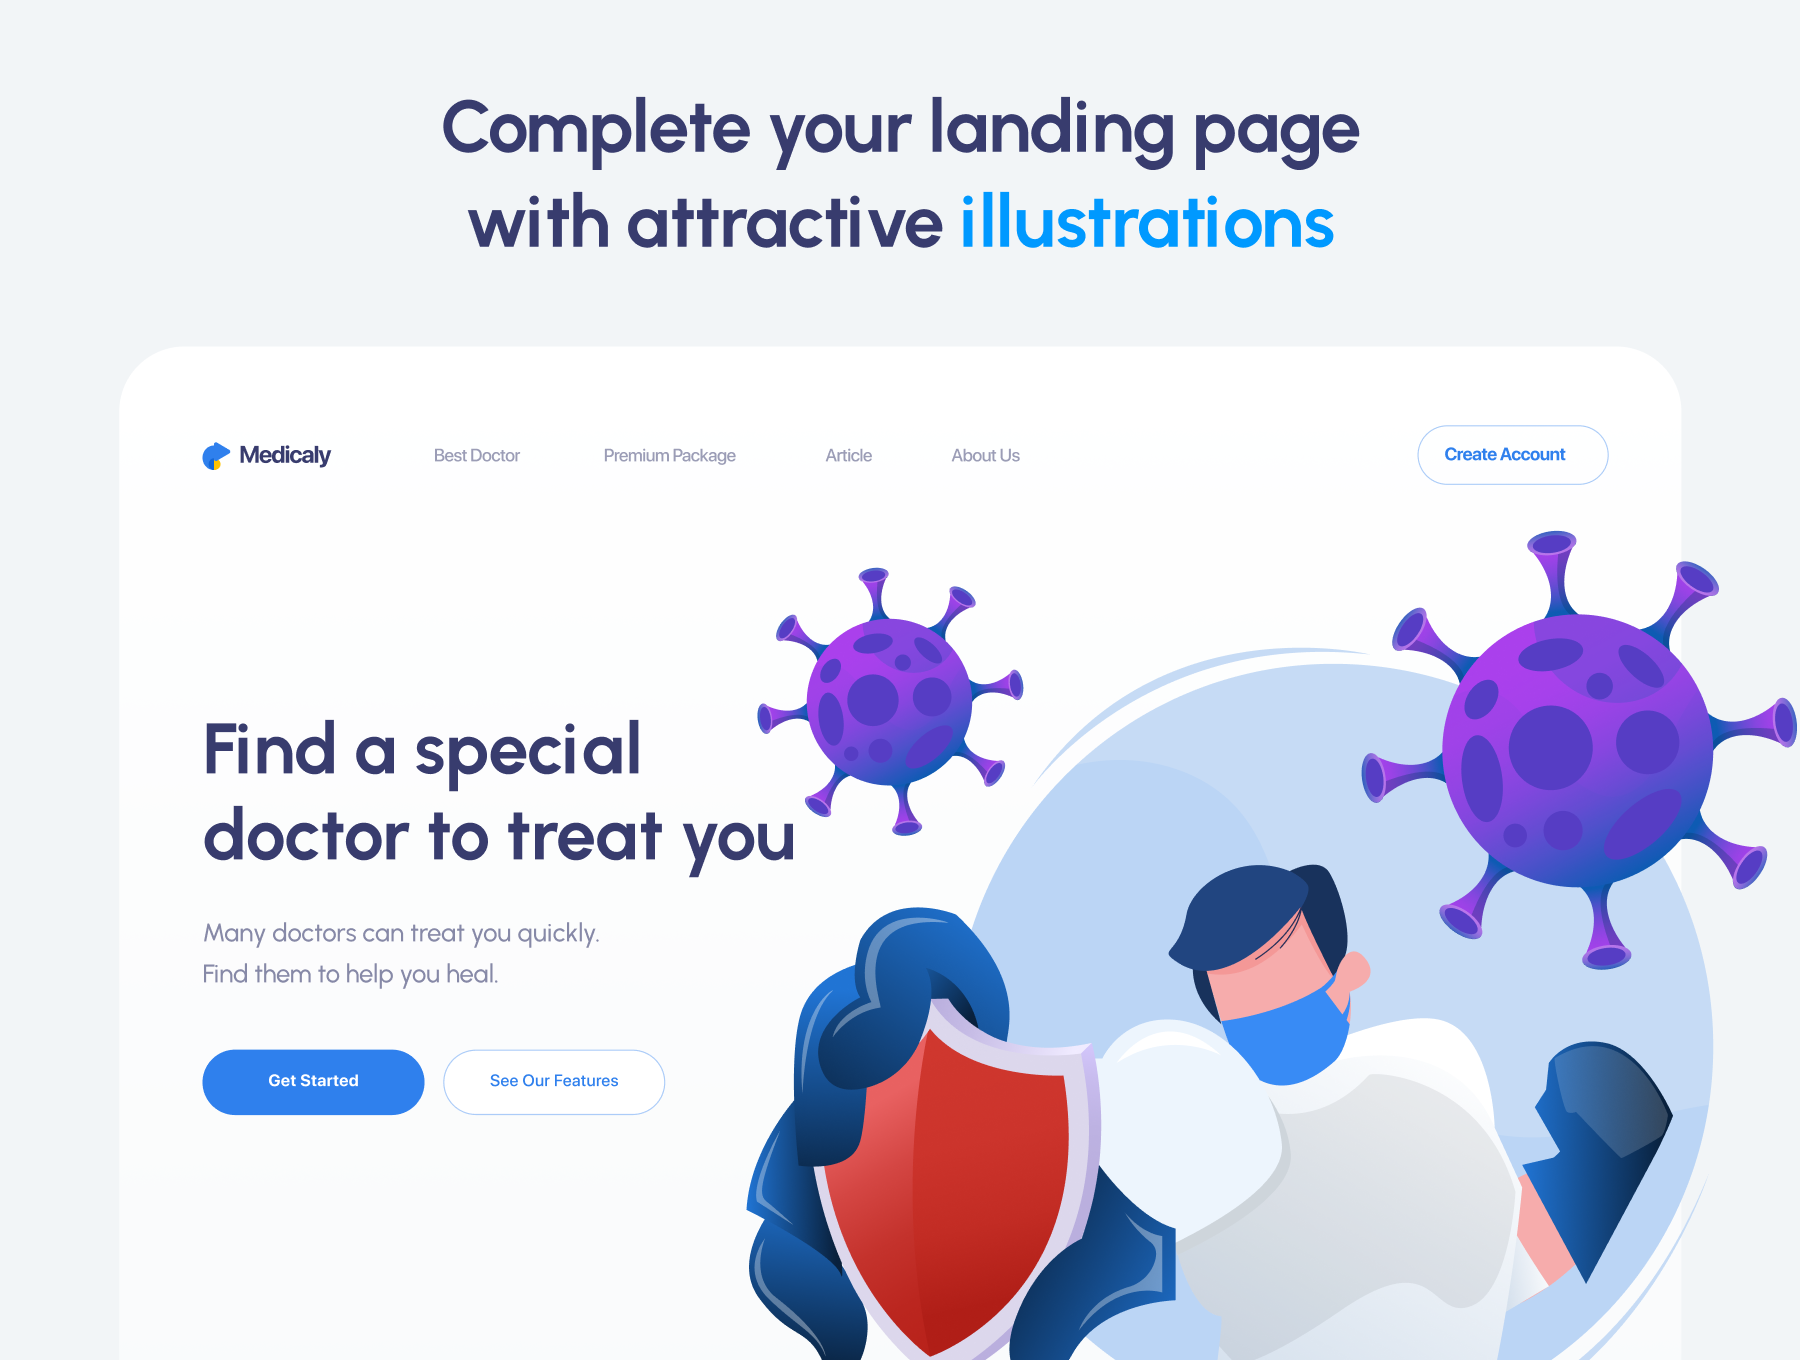 Complete your landing page
with attractive illustrations
Medicaly
Best Doctor
Premium Package
Article
About Us
Create Account
Find a special
doctor to treat you
Many doctors can treat you quickly.
Find them to help you heal.
Get Started
See Our Features